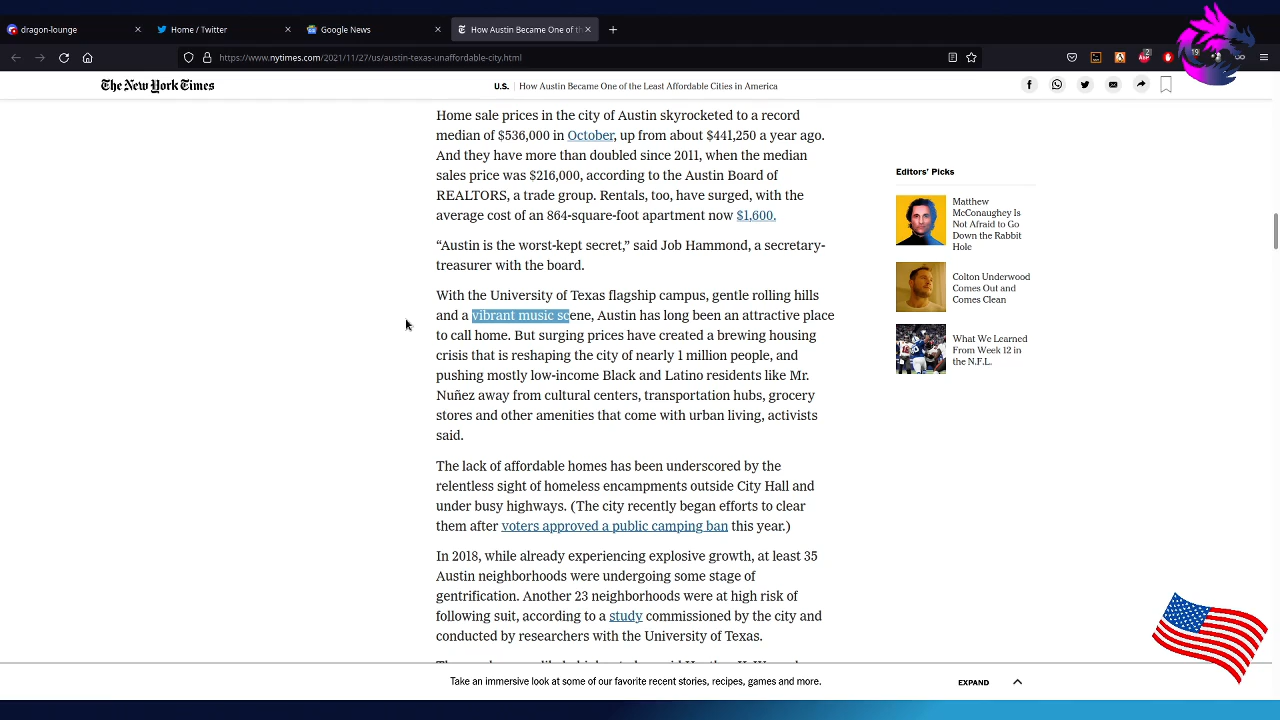 dragon-lounge
Home / Twitter
Google News
How Austin Became One of th
https://www.nytimes.com/2021/11/27/us/austin-texas-unaffordable-city.html
2
19
The New York Times
U.S. | How Austin Became One of the Least Affordable Cities in America
Home sale prices in the city of Austin skyrocketed to a record
median of $536,000 in October, up from about $441,250 a year ago.
And they have more than doubled since 2011, when the median
sales price was $216,000, according to the Austin Board of
REALTORS, a trade group. Rentals, too, have surged, with the
average cost of an 864-square-foot apartment now $1,600.
“Austin is the worst-kept secret,” said Job Hammond, a secretary-
treasurer with the board.
With the University of Texas flagship campus, gentle rolling hills
and a vibrant music scene, Austin has long been an attractive place
to call home. But surging prices have created a brewing housing
crisis that is reshaping the city of nearly 1 million people, and
pushing mostly low-income Black and Latino residents like Mr.
Nuñez away from cultural centers, transportation hubs, grocery
stores and other amenities that come with urban living, activists
said.
The lack of affordable homes has been underscored by the
relentless sight of homeless encampments outside City Hall and
under busy highways. (The city recently began efforts to clear
them after voters approved a public camping ban this year.)
In 2018, while already experiencing explosive growth, at least 35
Austin neighborhoods were undergoing some stage of
gentrification. Another 23 neighborhoods were at high risk of
following suit, according to a study commissioned by the city and
conducted by researchers with the University of Texas.
Editors’ Picks
Matthew
McConaughey Is
Not Afraid to Go
Down the Rabbit
Hole
Colton Underwood
Comes Out and
Comes Clean
What We Learned
From Week 12 in
the N.F.L.
Take an immersive look at some of our favorite recent stories, recipes, games and more.
EXPAND